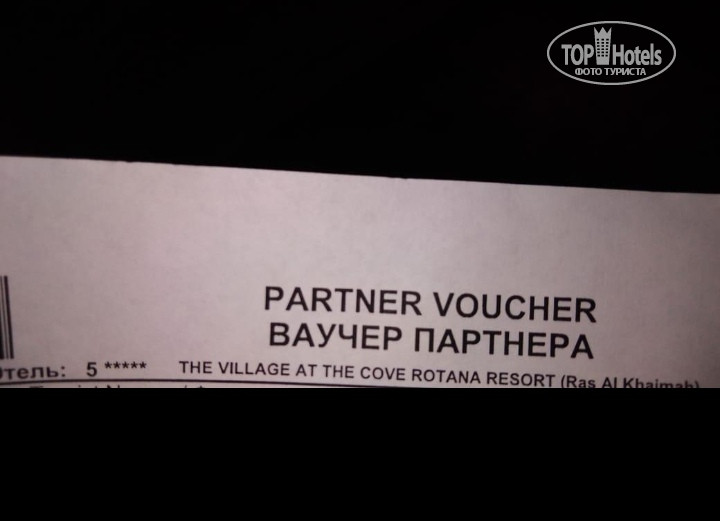 TOP Hotels
ФОТО ТУРИСТА
PARTNER VOUCHER
ВАУЧЕР ПАРТНЕРА
отель: 5 ***** THE VILLAGE AT THE COVE ROTANA RESORT (Ras Al Khaimah)